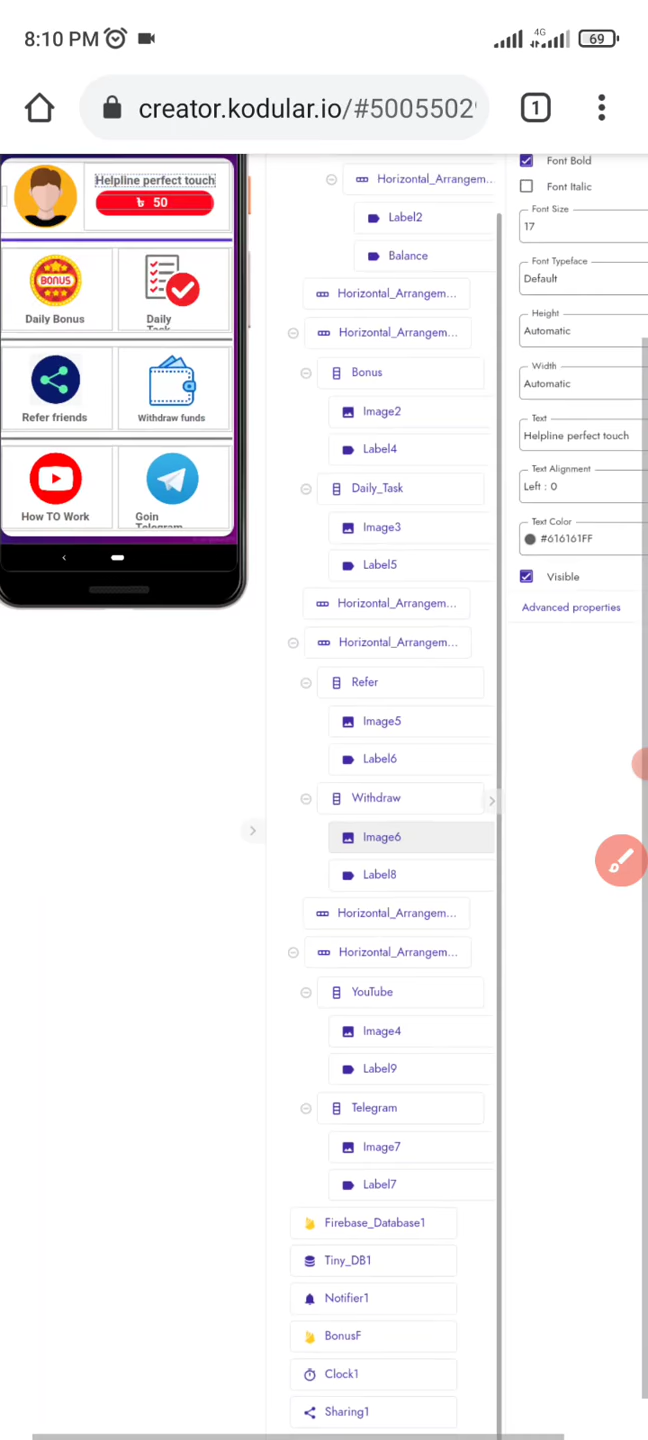 8:10 PM
4G
69
creator.kodular.io/#5005502
1
Helpline perfect touch
৳ 50
BONUS
Daily Bonus
Daily
Task
Refer friends
Withdraw funds
How TO Work
Goin
Telegram
Horizontal_Arrangem...
Label2
Balance
Horizontal_Arrangem...
Horizontal_Arrangem...
Bonus
Image2
Label4
Daily_Task
Image3
Label5
Horizontal_Arrangem...
Horizontal_Arrangem...
Refer
Image5
Label6
Withdraw
Image6
Label8
Horizontal_Arrangem...
Horizontal_Arrangem...
YouTube
Image4
Label9
Telegram
Image7
Label7
Firebase_Database1
Tiny_DB1
Notifier1
BonusF
Clock1
Sharing1
Font Bold
Font Italic
Font Size
17
Font Typeface
Default
Height
Automatic
Width
Automatic
Text
Helpline perfect touch
Text Alignment
Left : 0
Text Color
#616161FF
Visible
Advanced properties